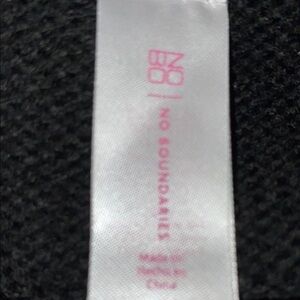 NO
BO
NO BOUNDARIES
Made in
Hecho en
China